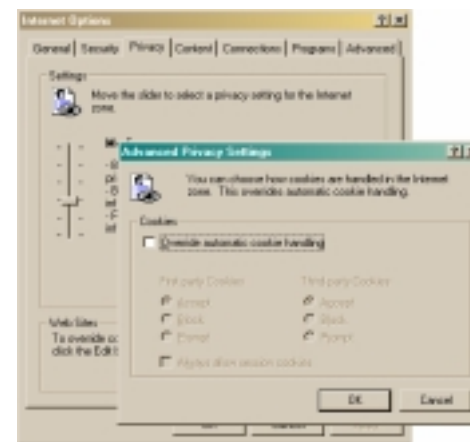 Internet Options
General Security Privacy Content Connections Programs Advanced
Settings
Move the slider to select a privacy setting for the Internet
zone.
Advanced Privacy Settings
You can choose how cookies are handled in the Internet
zone. This overrides automatic cookie handling.
Cookies
Override automatic cookie handling
First-party Cookies Third-party Cookies
Accept Accept
Block Block
Prompt Prompt
Always allow session cookies
Web Sites
To override
click the Edit
OK Cancel